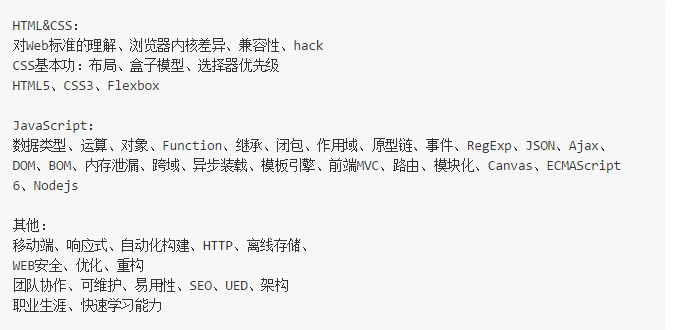 HTML&CSS:
对Web标准的理解、浏览器内核差异、兼容性、hack
CSS基本功：布局、盒子模型、选择器优先级
HTML5、CSS3、Flexbox
JavaScript:
数据类型、运算、对象、Function、继承、闭包、作用域、原型链、事件、RegExp、JSON、Ajax、
DOM、BOM、内存泄漏、跨域、异步装载、模板引擎、前端MVC、路由、模块化、Canvas、ECMAScript
6、Nodejs
其他：
移动端、响应式、自动化构建、HTTP、离线存储、
WEB安全、优化、重构
团队协作、可维护、易用性、SEO、UED、架构
职业生涯、快速学习能力